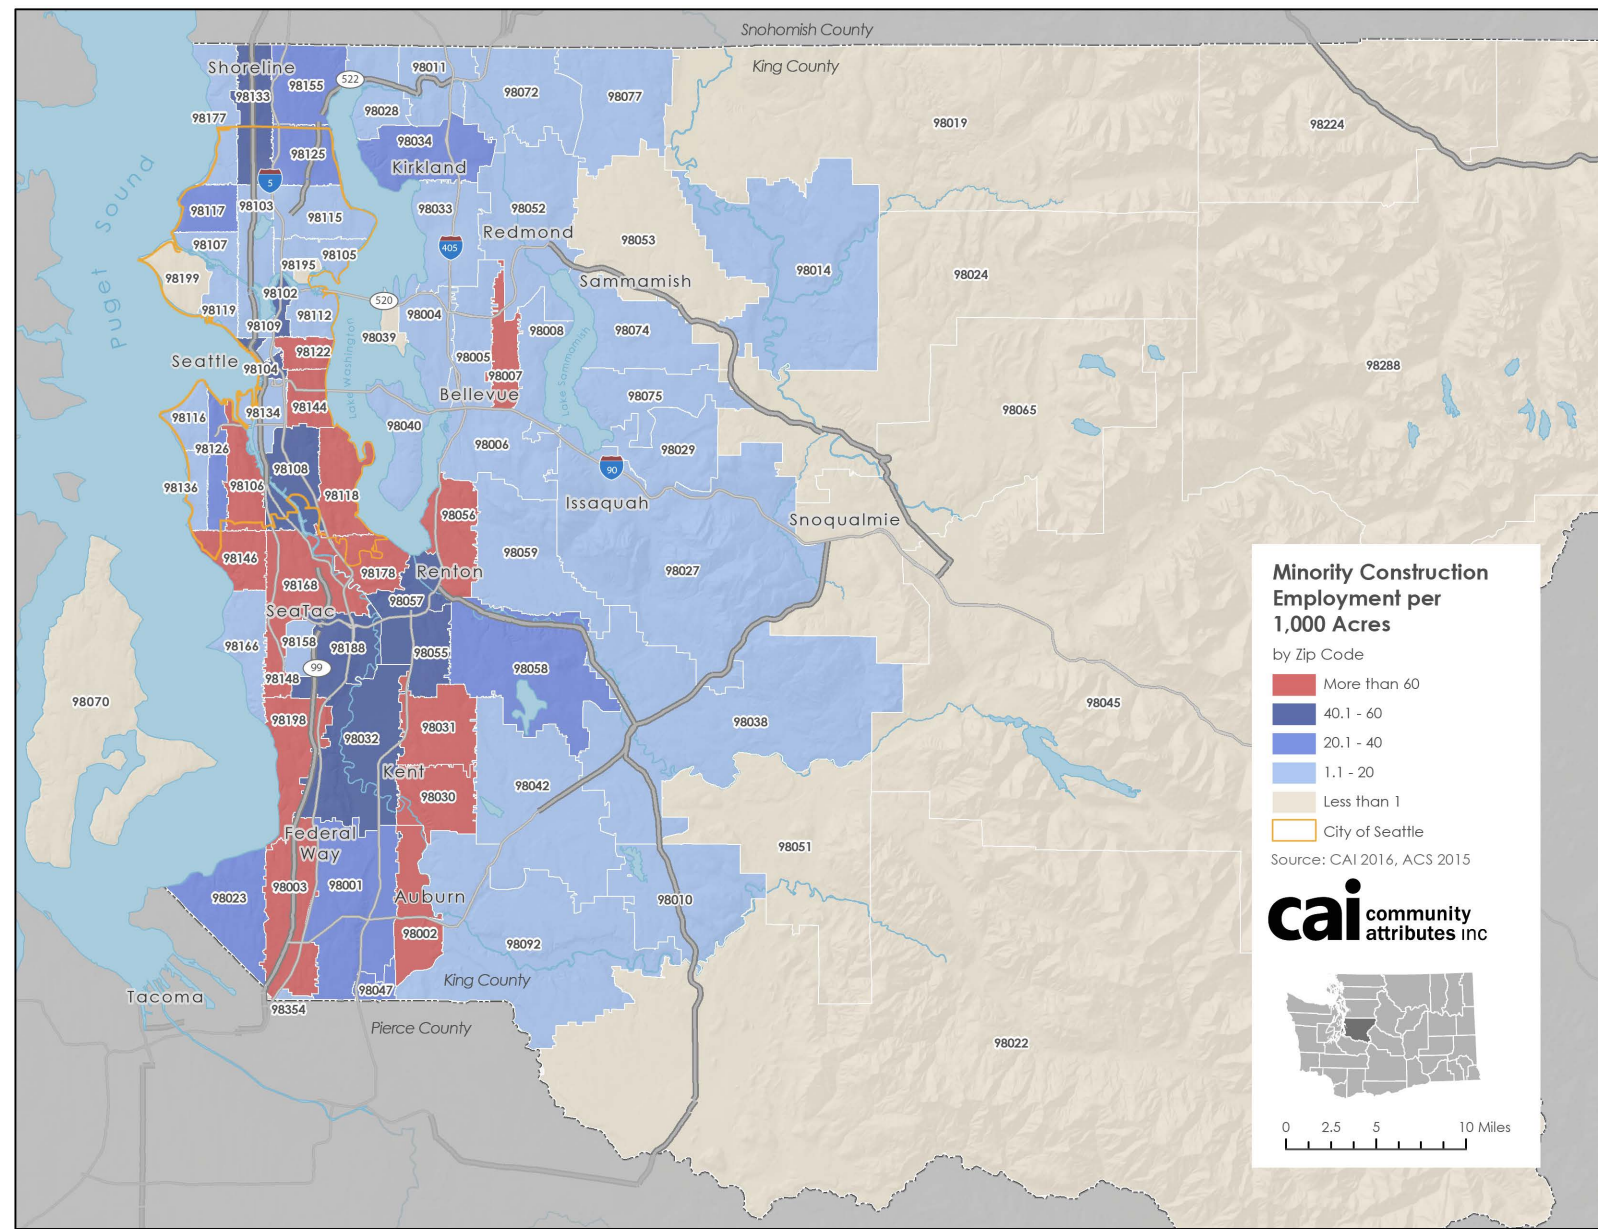 Snohomish County
King County
Shoreline
98133
98155
522
98011
98072
98077
98177
98028
98019
98224
98034
Kirkland
98125
5
Puget Sound
98117
98103
98115
98033
98052
Redmond
98107
405
98053
98105
98195
98199
98014
98024
Sammamish
98102
520
98119
98112
98004
98109
98039
98008
98074
Lake Washington
Lake Sammamish
Seattle
98122
98005
98104
98007
98288
Bellevue
98075
98144
98134
98116
98040
98065
98126
98006
98029
98108
90
98136
98106
98118
Issaquah
98056
Snoqualmie
98059
98146
98178
Renton
98027
98168
98057
SeaTac
98158
98166
98188
98055
98058
99
98148
98070
98045
98198
98031
98038
98032
Kent
98042
98030
Federal
Way
98051
98003
98001
Auburn
98023
98010
98002
98092
King County
98047
Tacoma
98354
Pierce County
98022
Minority Construction
Employment per
1,000 Acres
by Zip Code
More than 60
40.1 - 60
20.1 - 40
1.1 - 20
Less than 1
City of Seattle
Source: CAI 2016, ACS 2015
cai community
attributes inc
0 2.5 5 10 Miles